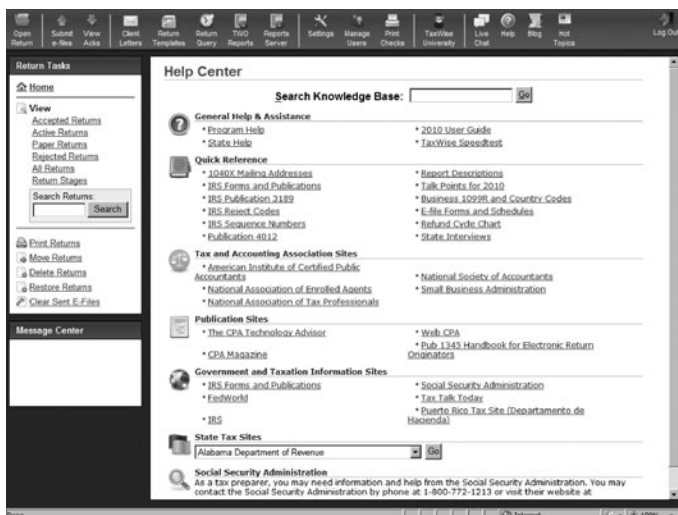 Open Return
Submit e-files
View Acks
Client Letters
Return Templates
Return Query
TWO Reports
Reports Server
Settings
Manage Users
Print Checks
TaxWise University
Live Chat
Help
Blog
Hot Topics
Log Out
Return Tasks
Home
View
Accepted Returns
Active Returns
Paper Returns
Rejected Returns
All Returns
Return Stages
Search Returns:
Search
Print Returns
Move Returns
Delete Returns
Restore Returns
Clear Sent E-Files
Message Center
Help Center
Search Knowledge Base: Go
General Help & Assistance
* Program Help * 2010 User Guide
* State Help * TaxWise Speedtest
Quick Reference
* 1040X Mailing Addresses * Report Descriptions
* IRS Forms and Publications * Talk Points for 2010
* IRS Publication 3189 * Business 1099R and Country Codes
* IRS Reject Codes * E-file Forms and Schedules
* IRS Sequence Numbers * Refund Cycle Chart
* Publication 4012 * State Interviews
Tax and Accounting Association Sites
* American Institute of Certified Public
Accountants * National Society of Accountants
* National Association of Enrolled Agents * Small Business Administration
* National Association of Tax Professionals
Publication Sites
* The CPA Technology Advisor * Web CPA
* CPA Magazine * Pub 1345 Handbook for Electronic Return
Originators
Government and Taxation Information Sites
* IRS Forms and Publications * Social Security Administration
* FedWorld * Tax Talk Today
* IRS * Puerto Rico Tax Site (Departamento de
Hacienda)
State Tax Sites
Alabama Department of Revenue Go
Social Security Administration
As a tax preparer, you may need information and help from the Social Security Administration. You may
contact the Social Security Administration by phone at 1-800-772-1213 or visit their website at